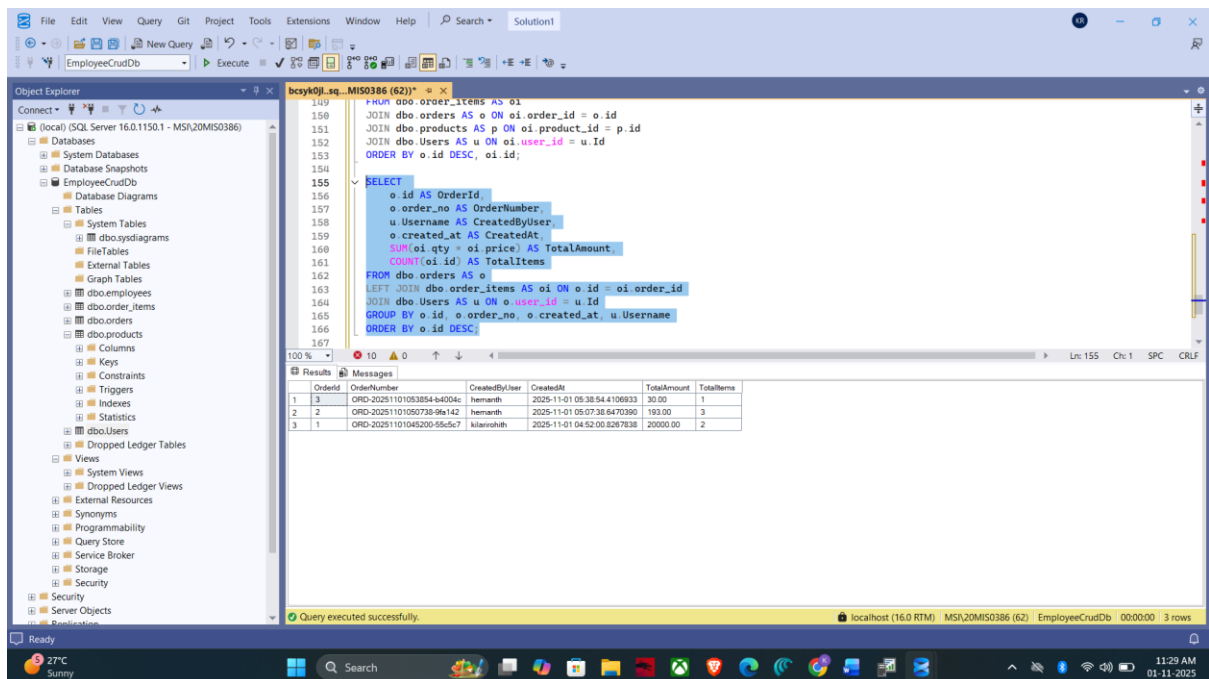 File Edit View Query Git Project Tools Extensions Window Help Search Solution1 KR
New Query
EmployeeCrudDb Execute
Object Explorer
Connect
(local) (SQL Server 16.0.1150.1 - MSI\20MIS0386)
Databases
System Databases
Database Snapshots
EmployeeCrudDb
Database Diagrams
Tables
System Tables
dbo.sysdiagrams
FileTables
External Tables
Graph Tables
dbo.employees
dbo.order_items
dbo.orders
dbo.products
Columns
Keys
Constraints
Triggers
Indexes
Statistics
dbo.Users
Dropped Ledger Tables
Views
System Views
Dropped Ledger Views
External Resources
Synonyms
Programmability
Query Store
Service Broker
Storage
Security
Security
Server Objects
Replication
bcsyk0jl..sq...MIS0386 (62))*
149 FROM dbo.order_items AS oi
150 JOIN dbo.orders AS o ON oi.order_id = o.id
151 JOIN dbo.products AS p ON oi.product_id = p.id
152 JOIN dbo.Users AS u ON oi.user_id = u.Id
153 ORDER BY o.id DESC, oi.id;
154
155 SELECT
156 o.id AS OrderId,
157 o.order_no AS OrderNumber,
158 u.Username AS CreatedByUser,
159 o.created_at AS CreatedAt,
160 SUM(oi.qty * oi.price) AS TotalAmount,
161 COUNT(oi.id) AS TotalItems
162 FROM dbo.orders AS o
163 LEFT JOIN dbo.order_items AS oi ON o.id = oi.order_id
164 JOIN dbo.Users AS u ON o.user_id = u.Id
165 GROUP BY o.id, o.order_no, o.created_at, u.Username
166 ORDER BY o.id DESC;
167
100 % 10 0 Ln: 155 Ch: 1 SPC CRLF
Results Messages
OrderId OrderNumber CreatedByUser CreatedAt TotalAmount TotalItems
1 3 ORD-20251101053854-b4004c hemanth 2025-11-01 05:38:54.4106933 30.00 1
2 2 ORD-20251101050738-9fa142 hemanth 2025-11-01 05:07:38.6470390 193.00 3
3 1 ORD-20251101045200-55c5c7 kilarirohith 2025-11-01 04:52:00.8267838 20000.00 2
Query executed successfully. localhost (16.0 RTM) MSI\20MIS0386 (62) EmployeeCrudDb 00:00:00 3 rows
Ready
5 27°C
Sunny
Search
11:29 AM
01-11-2025